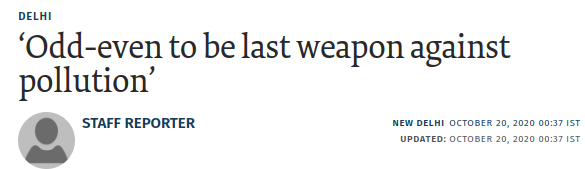 DELHI
‘Odd-even to be last weapon against
pollution’
STAFF REPORTER
NEW DELHI OCTOBER 20, 2020 00:37 IST
UPDATED: OCTOBER 20, 2020 00:37 IST